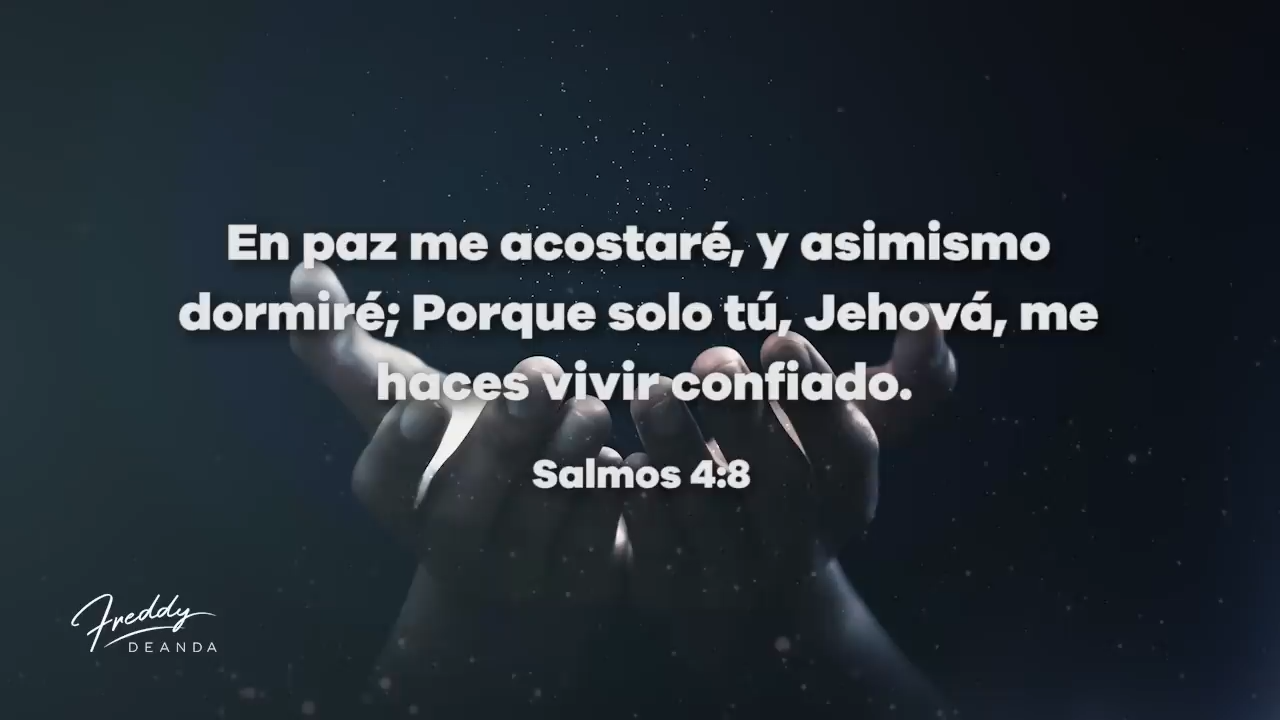 En paz me acostaré, y asimismo
dormiré; Porque solo tú, Jehová, me
haces vivir confiado.
Salmos 4:8
Freddy
DEANDA